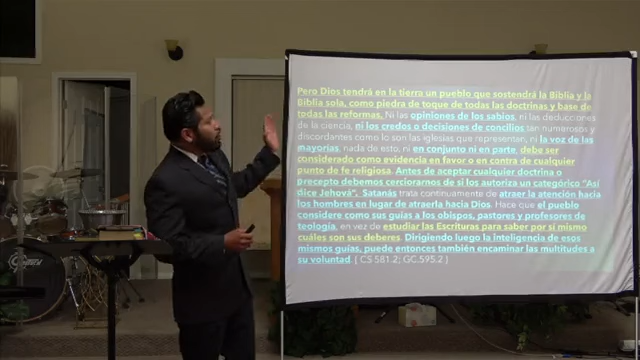 Pero Dios tendrá en la tierra un pueblo que sostendrá la Biblia y la
Biblia sola, como piedra de toque de todas las doctrinas y base de
todas las reformas. Ni las opiniones de los sabios, ni las deducciones
de la ciencia, ni los credos o decisiones de concilios tan numerosos y
discordantes como lo son las iglesias que representan, ni la voz de las
mayorías, nada de esto, ni en conjunto ni en parte, debe ser
considerado como evidencia en favor o en contra de cualquier
punto de fe religiosa. Antes de aceptar cualquier doctrina o
precepto debemos cerciorarnos de si los autoriza un categórico “Así
dice Jehová”. Satanás trata continuamente de atraer la atención hacia
los hombres en lugar de atraerla hacia Dios. Hace que el pueblo
considere como sus guías a los obispos, pastores y profesores de
teología, en vez de estudiar las Escrituras para saber por sí mismo
cuáles son sus deberes. Dirigiendo luego la inteligencia de esos
mismos guías, puede entonces también encaminar las multitudes a
su voluntad [ CS 581.2; GC 595.2 ]